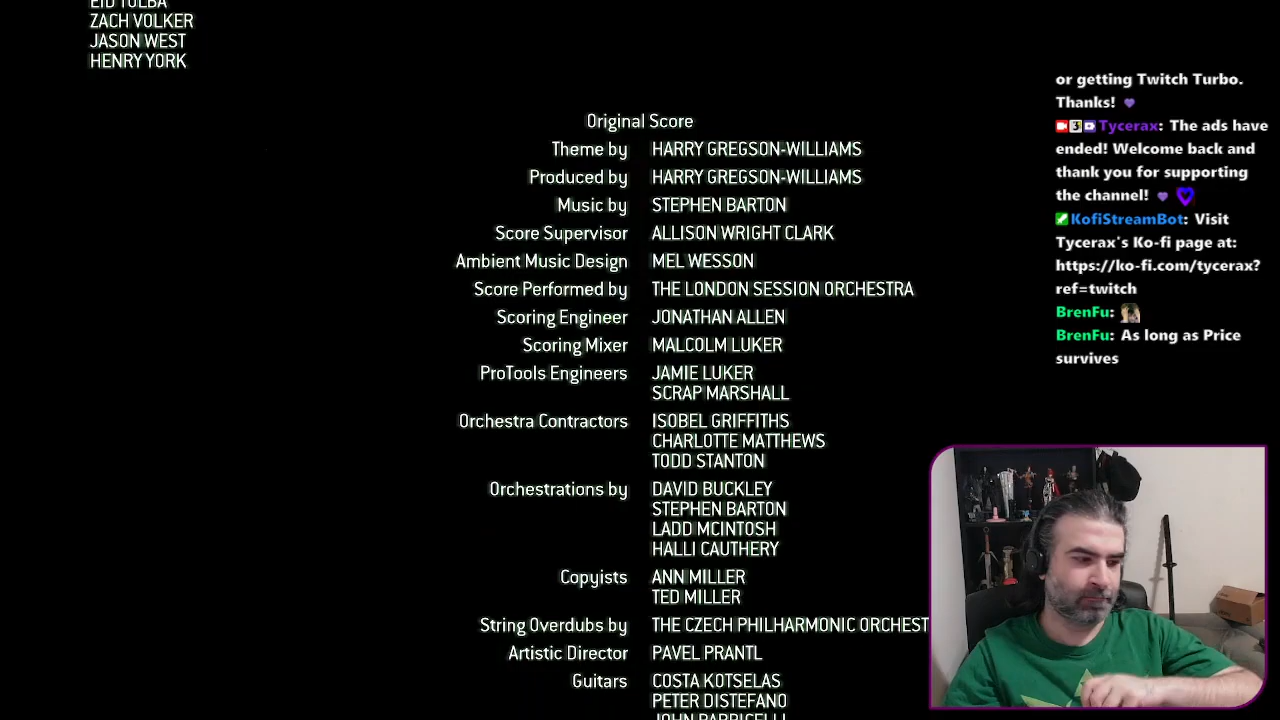 EID TOLBA
ZACH VOLKER
JASON WEST
HENRY YORK
Original Score
Theme by HARRY GREGSON-WILLIAMS
Produced by HARRY GREGSON-WILLIAMS
Music by STEPHEN BARTON
Score Supervisor ALLISON WRIGHT CLARK
Ambient Music Design MEL WESSON
Score Performed by THE LONDON SESSION ORCHESTRA
Scoring Engineer JONATHAN ALLEN
Scoring Mixer MALCOLM LUKER
ProTools Engineers JAMIE LUKER
SCRAP MARSHALL
Orchestra Contractors ISOBEL GRIFFITHS
CHARLOTTE MATTHEWS
TODD STANTON
Orchestrations by DAVID BUCKLEY
STEPHEN BARTON
LADD MCINTOSH
HALLI CAUTHERY
Copyists ANN MILLER
TED MILLER
String Overdubs by THE CZECH PHILHARMONIC ORCHEST
Artistic Director PAVEL PRANTL
Guitars COSTA KOTSELAS
PETER DISTEFANO
JOHN PARRICELLI
or getting Twitch Turbo.
Thanks!
3 Tycerax: The ads have
ended! Welcome back and
thank you for supporting
the channel!
KofiStreamBot: Visit
Tycerax's Ko-fi page at:
https://ko-fi.com/tycerax?
ref=twitch
BrenFu:
BrenFu: As long as Price
survives